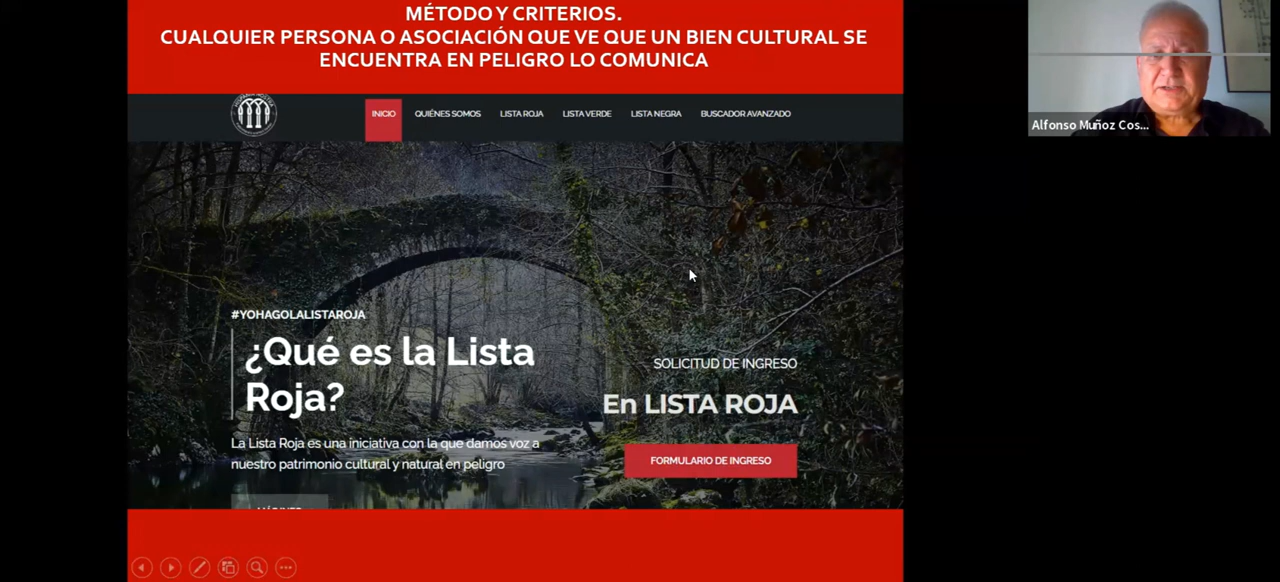 MÉTODO Y CRITERIOS.
CUALQUIER PERSONA O ASOCIACIÓN QUE VE QUE UN BIEN CULTURAL SE
ENCUENTRA EN PELIGRO LO COMUNICA
INICIO QUIÉNES SOMOS LISTA ROJA LISTA VERDE LISTA NEGRA BUSCADOR AVANZADO
#YOHAGOLALISTAROJA
¿Qué es la Lista
Roja?
La Lista Roja es una iniciativa con la que damos voz a
nuestro patrimonio cultural y natural en peligro
SOLICITUD DE INGRESO
En LISTA ROJA
FORMULARIO DE INGRESO
Alfonso Muñoz Cos...